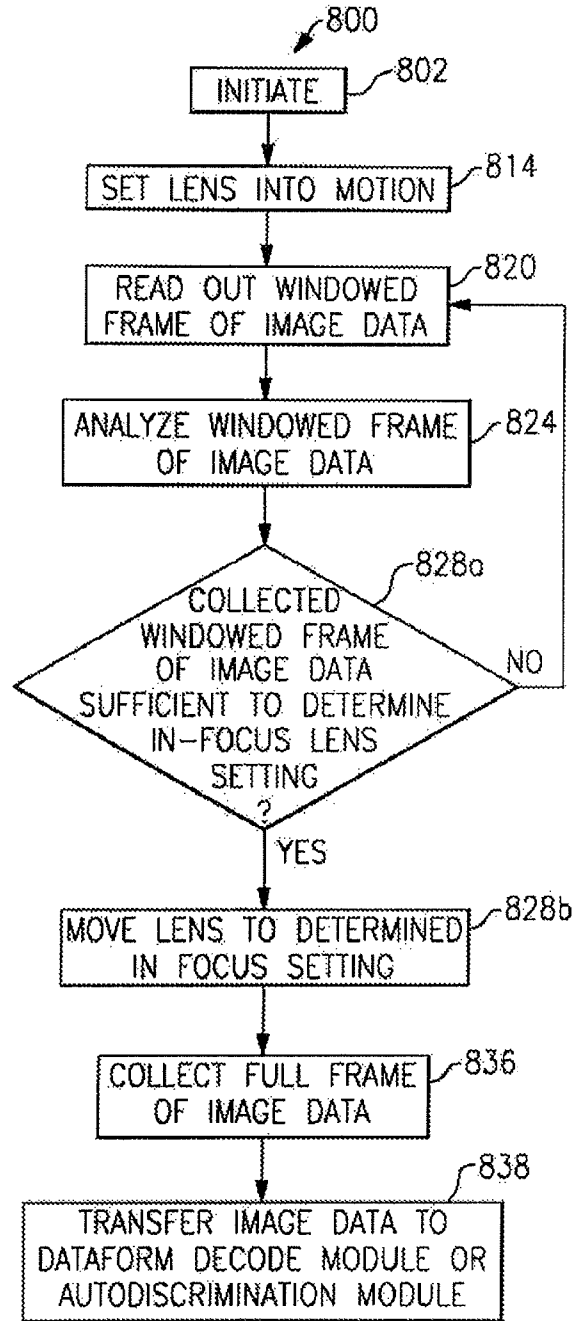 800
INITIATE
802
SET LENS INTO MOTION
814
READ OUT WINDOWED
FRAME OF IMAGE DATA
820
ANALYZE WINDOWED FRAME
OF IMAGE DATA
824
COLLECTED
WINDOWED FRAME
OF IMAGE DATA
SUFFICIENT TO DETERMINE
IN-FOCUS LENS
SETTING
?
828a
NO
YES
MOVE LENS TO DETERMINED
IN FOCUS SETTING
828b
COLLECT FULL FRAME
OF IMAGE DATA
836
TRANSFER IMAGE DATA TO
DATAFORM DECODE MODULE OR
AUTODISCRIMINATION MODULE
838